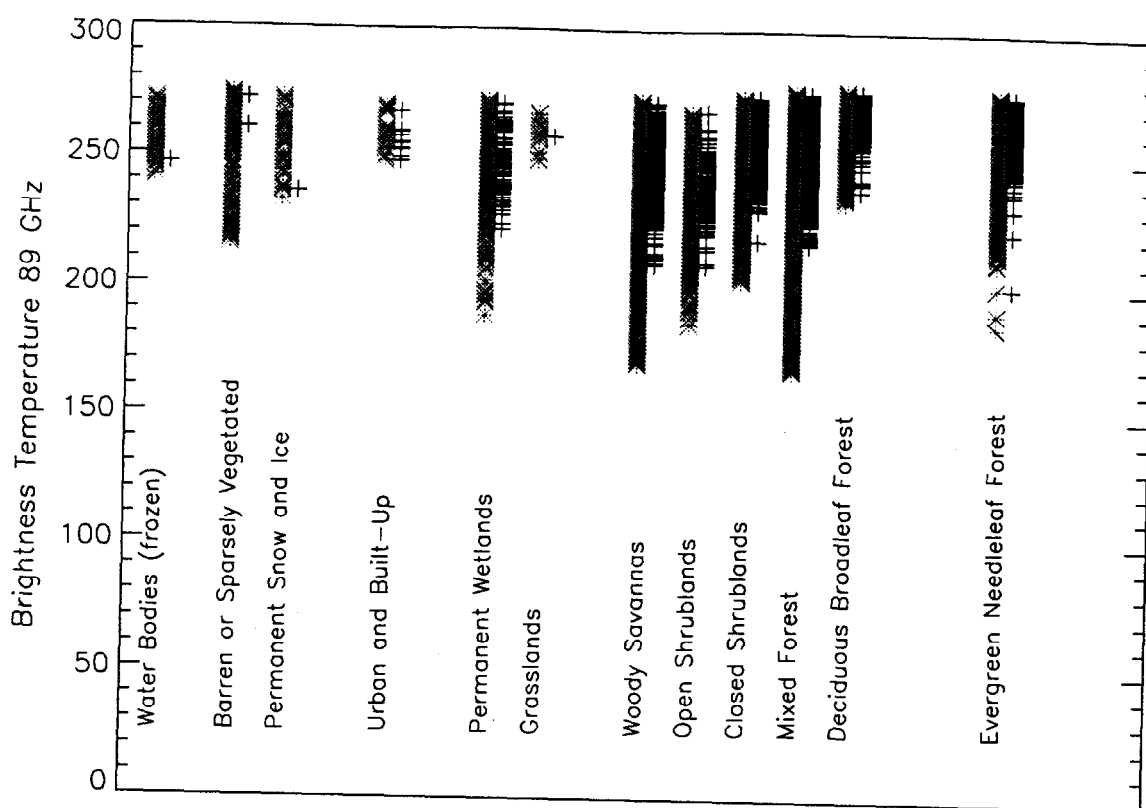 Brightness Temperature 89 GHz
300
250
200
150
100
50
0
Water Bodies (frozen)
Barren or Sparsely Vegetated
Permanent Snow and Ice
Urban and Built-Up
Permanent Wetlands
Grasslands
Woody Savannas
Open Shrublands
Closed Shrublands
Mixed Forest
Deciduous Broadleaf Forest
Evergreen Needleleaf Forest